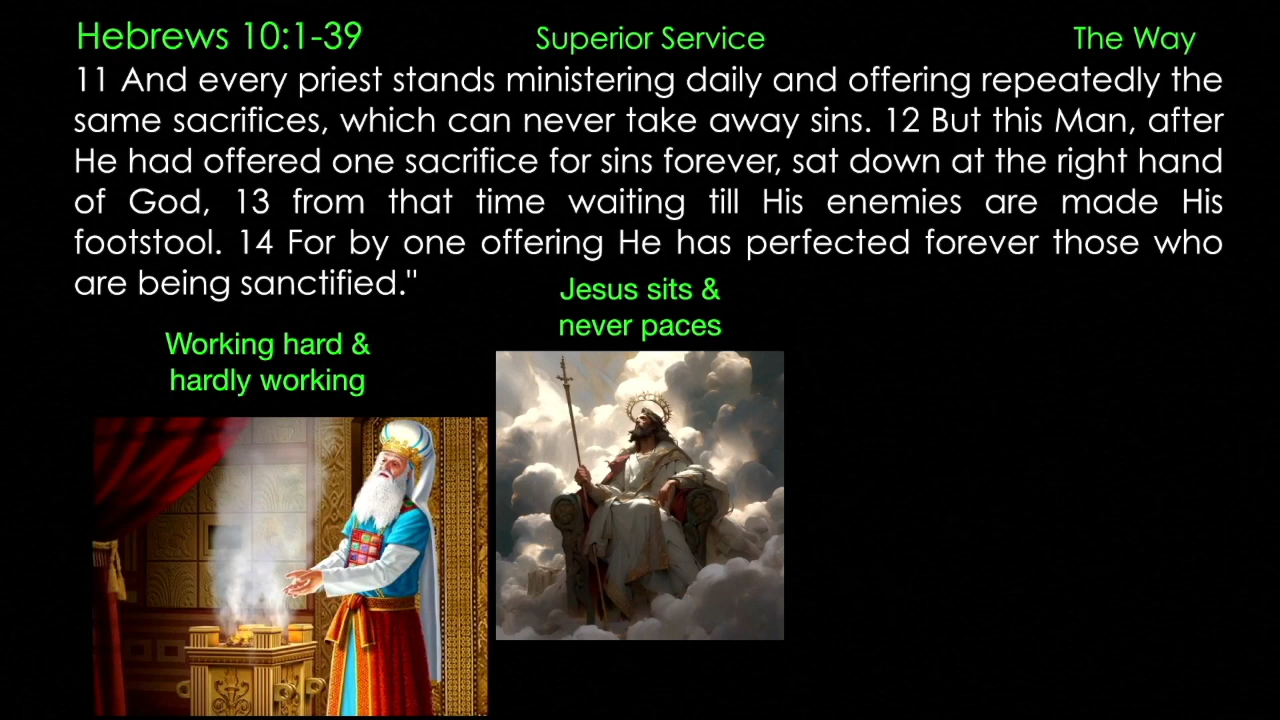 Hebrews 10:1-39
Superior Service
The Way
11 And every priest stands ministering daily and offering repeatedly the
same sacrifices, which can never take away sins. 12 But this Man, after
He had offered one sacrifice for sins forever, sat down at the right hand
of God, 13 from that time waiting till His enemies are made His
footstool. 14 For by one offering He has perfected forever those who
are being sanctified."
Jesus sits &
never paces
Working hard &
hardly working